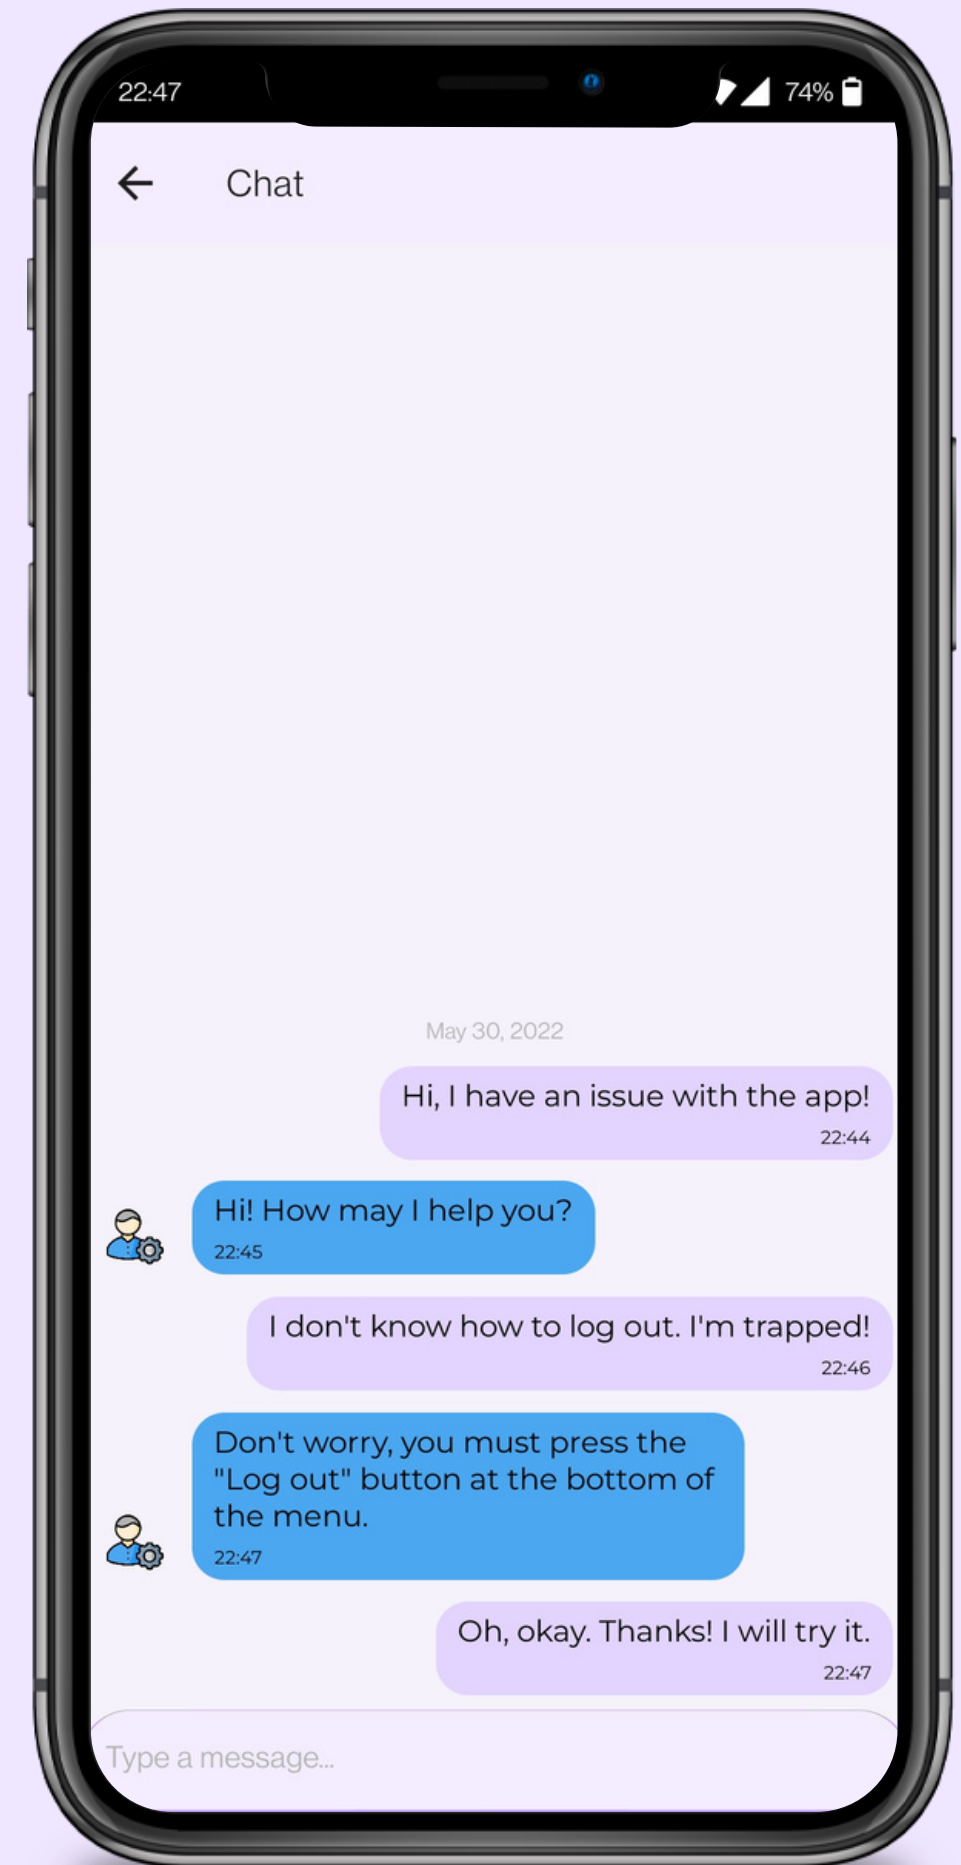 22:47
74%
Chat
May 30, 2022
Hi, I have an issue with the app!
22:44
Hi! How may I help you?
22:45
I don't know how to log out. I'm trapped!
22:46
Don't worry, you must press the
"Log out" button at the bottom of
the menu.
22:47
Oh, okay. Thanks! I will try it.
22:47
Type a message...